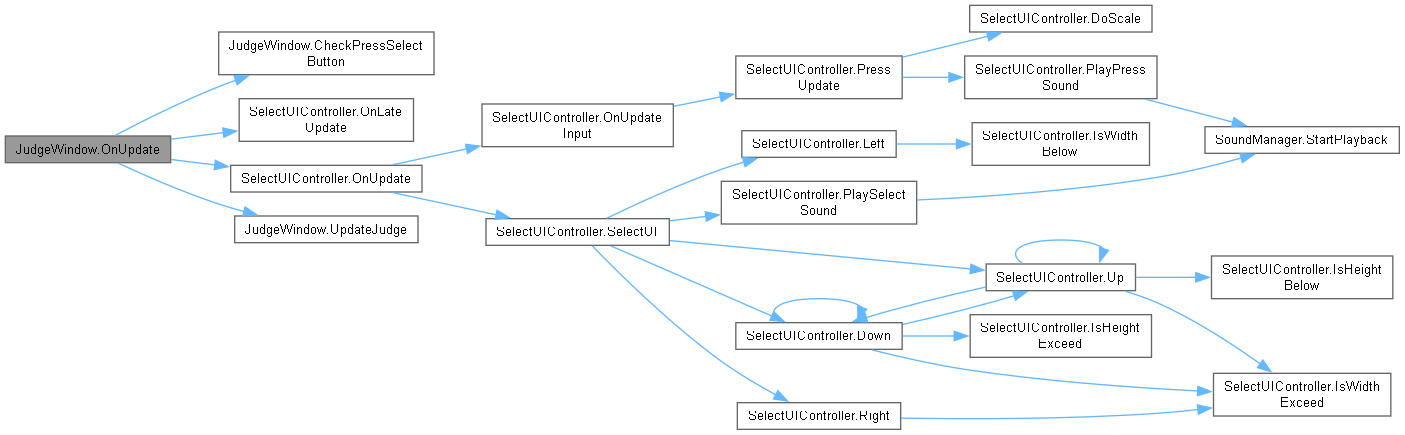 JudgeWindow.OnUpdate
JudgeWindow.CheckPressSelect
Button
SelectUIController.OnLate
Update
SelectUIController.OnUpdate
JudgeWindow.UpdateJudge
SelectUIController.OnUpdate
Input
SelectUIController.SelectUI
SelectUIController.Press
Update
SelectUIController.Left
SelectUIController.PlaySelect
Sound
SelectUIController.Down
SelectUIController.Right
SelectUIController.DoScale
SelectUIController.PlayPress
Sound
SelectUIController.IsWidth
Below
SelectUIController.Up
SelectUIController.IsHeight
Exceed
SoundManager.StartPlayback
SelectUIController.IsHeight
Below
SelectUIController.IsWidth
Exceed